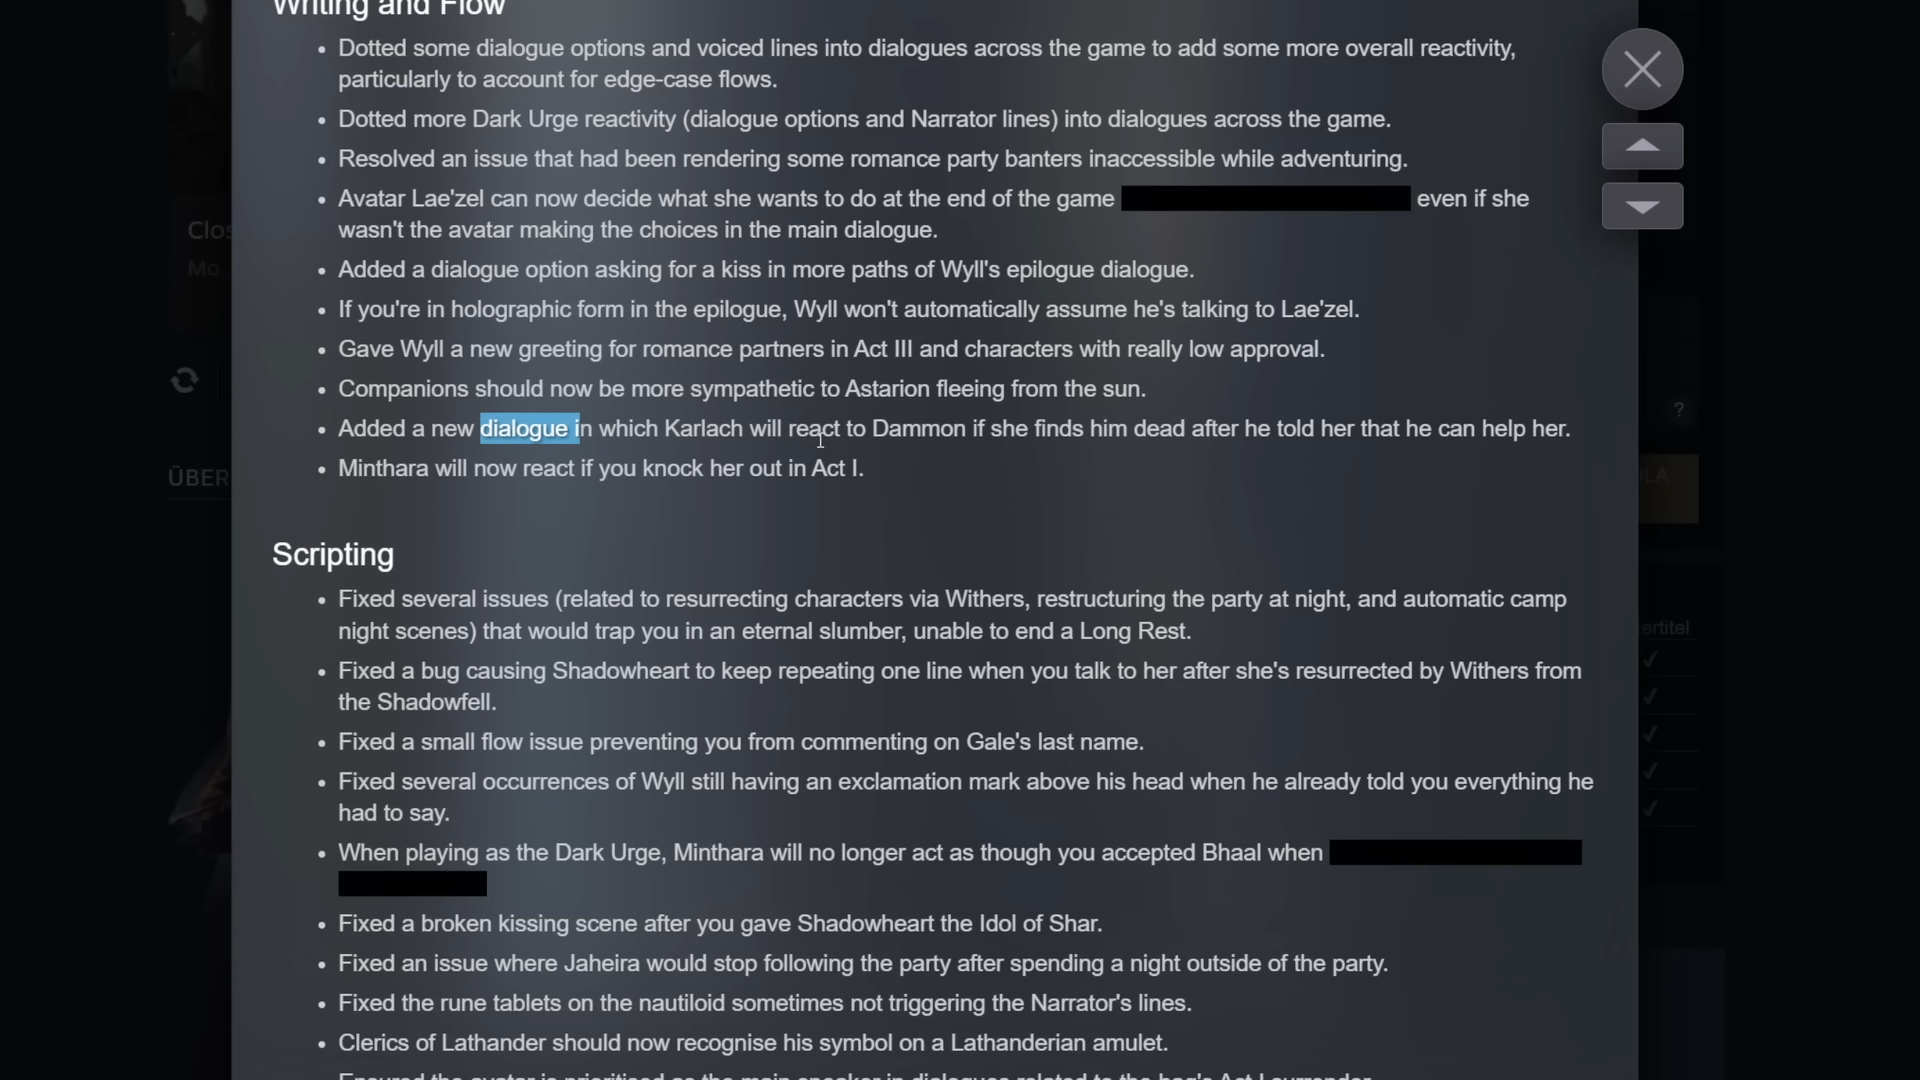 Writing and Flow
• Dotted some dialogue options and voiced lines into dialogues across the game to add some more overall reactivity,
particularly to account for edge-case flows.
• Dotted more Dark Urge reactivity (dialogue options and Narrator lines) into dialogues across the game.
• Resolved an issue that had been rendering some romance party banters inaccessible while adventuring.
• Avatar Lae'zel can now decide what she wants to do at the end of the game even if she
wasn't the avatar making the choices in the main dialogue.
• Added a dialogue option asking for a kiss in more paths of Wyll's epilogue dialogue.
• If you're in holographic form in the epilogue, Wyll won't automatically assume he's talking to Lae'zel.
• Gave Wyll a new greeting for romance partners in Act III and characters with really low approval.
• Companions should now be more sympathetic to Astarion fleeing from the sun.
• Added a new dialogue in which Karlach will react to Dammon if she finds him dead after he told her that he can help her.
• Minthara will now react if you knock her out in Act I.
Scripting
• Fixed several issues (related to resurrecting characters via Withers, restructuring the party at night, and automatic camp
night scenes) that would trap you in an eternal slumber, unable to end a Long Rest.
• Fixed a bug causing Shadowheart to keep repeating one line when you talk to her after she's resurrected by Withers from
the Shadowfell.
• Fixed a small flow issue preventing you from commenting on Gale's last name.
• Fixed several occurrences of Wyll still having an exclamation mark above his head when he already told you everything he
had to say.
• When playing as the Dark Urge, Minthara will no longer act as though you accepted Bhaal when
• Fixed a broken kissing scene after you gave Shadowheart the Idol of Shar.
• Fixed an issue where Jaheira would stop following the party after spending a night outside of the party.
• Fixed the rune tablets on the nautiloid sometimes not triggering the Narrator's lines.
• Clerics of Lathander should now recognise his symbol on a Lathanderian amulet.
Clos
Mo...
ÜBER
?
LA
ertitel